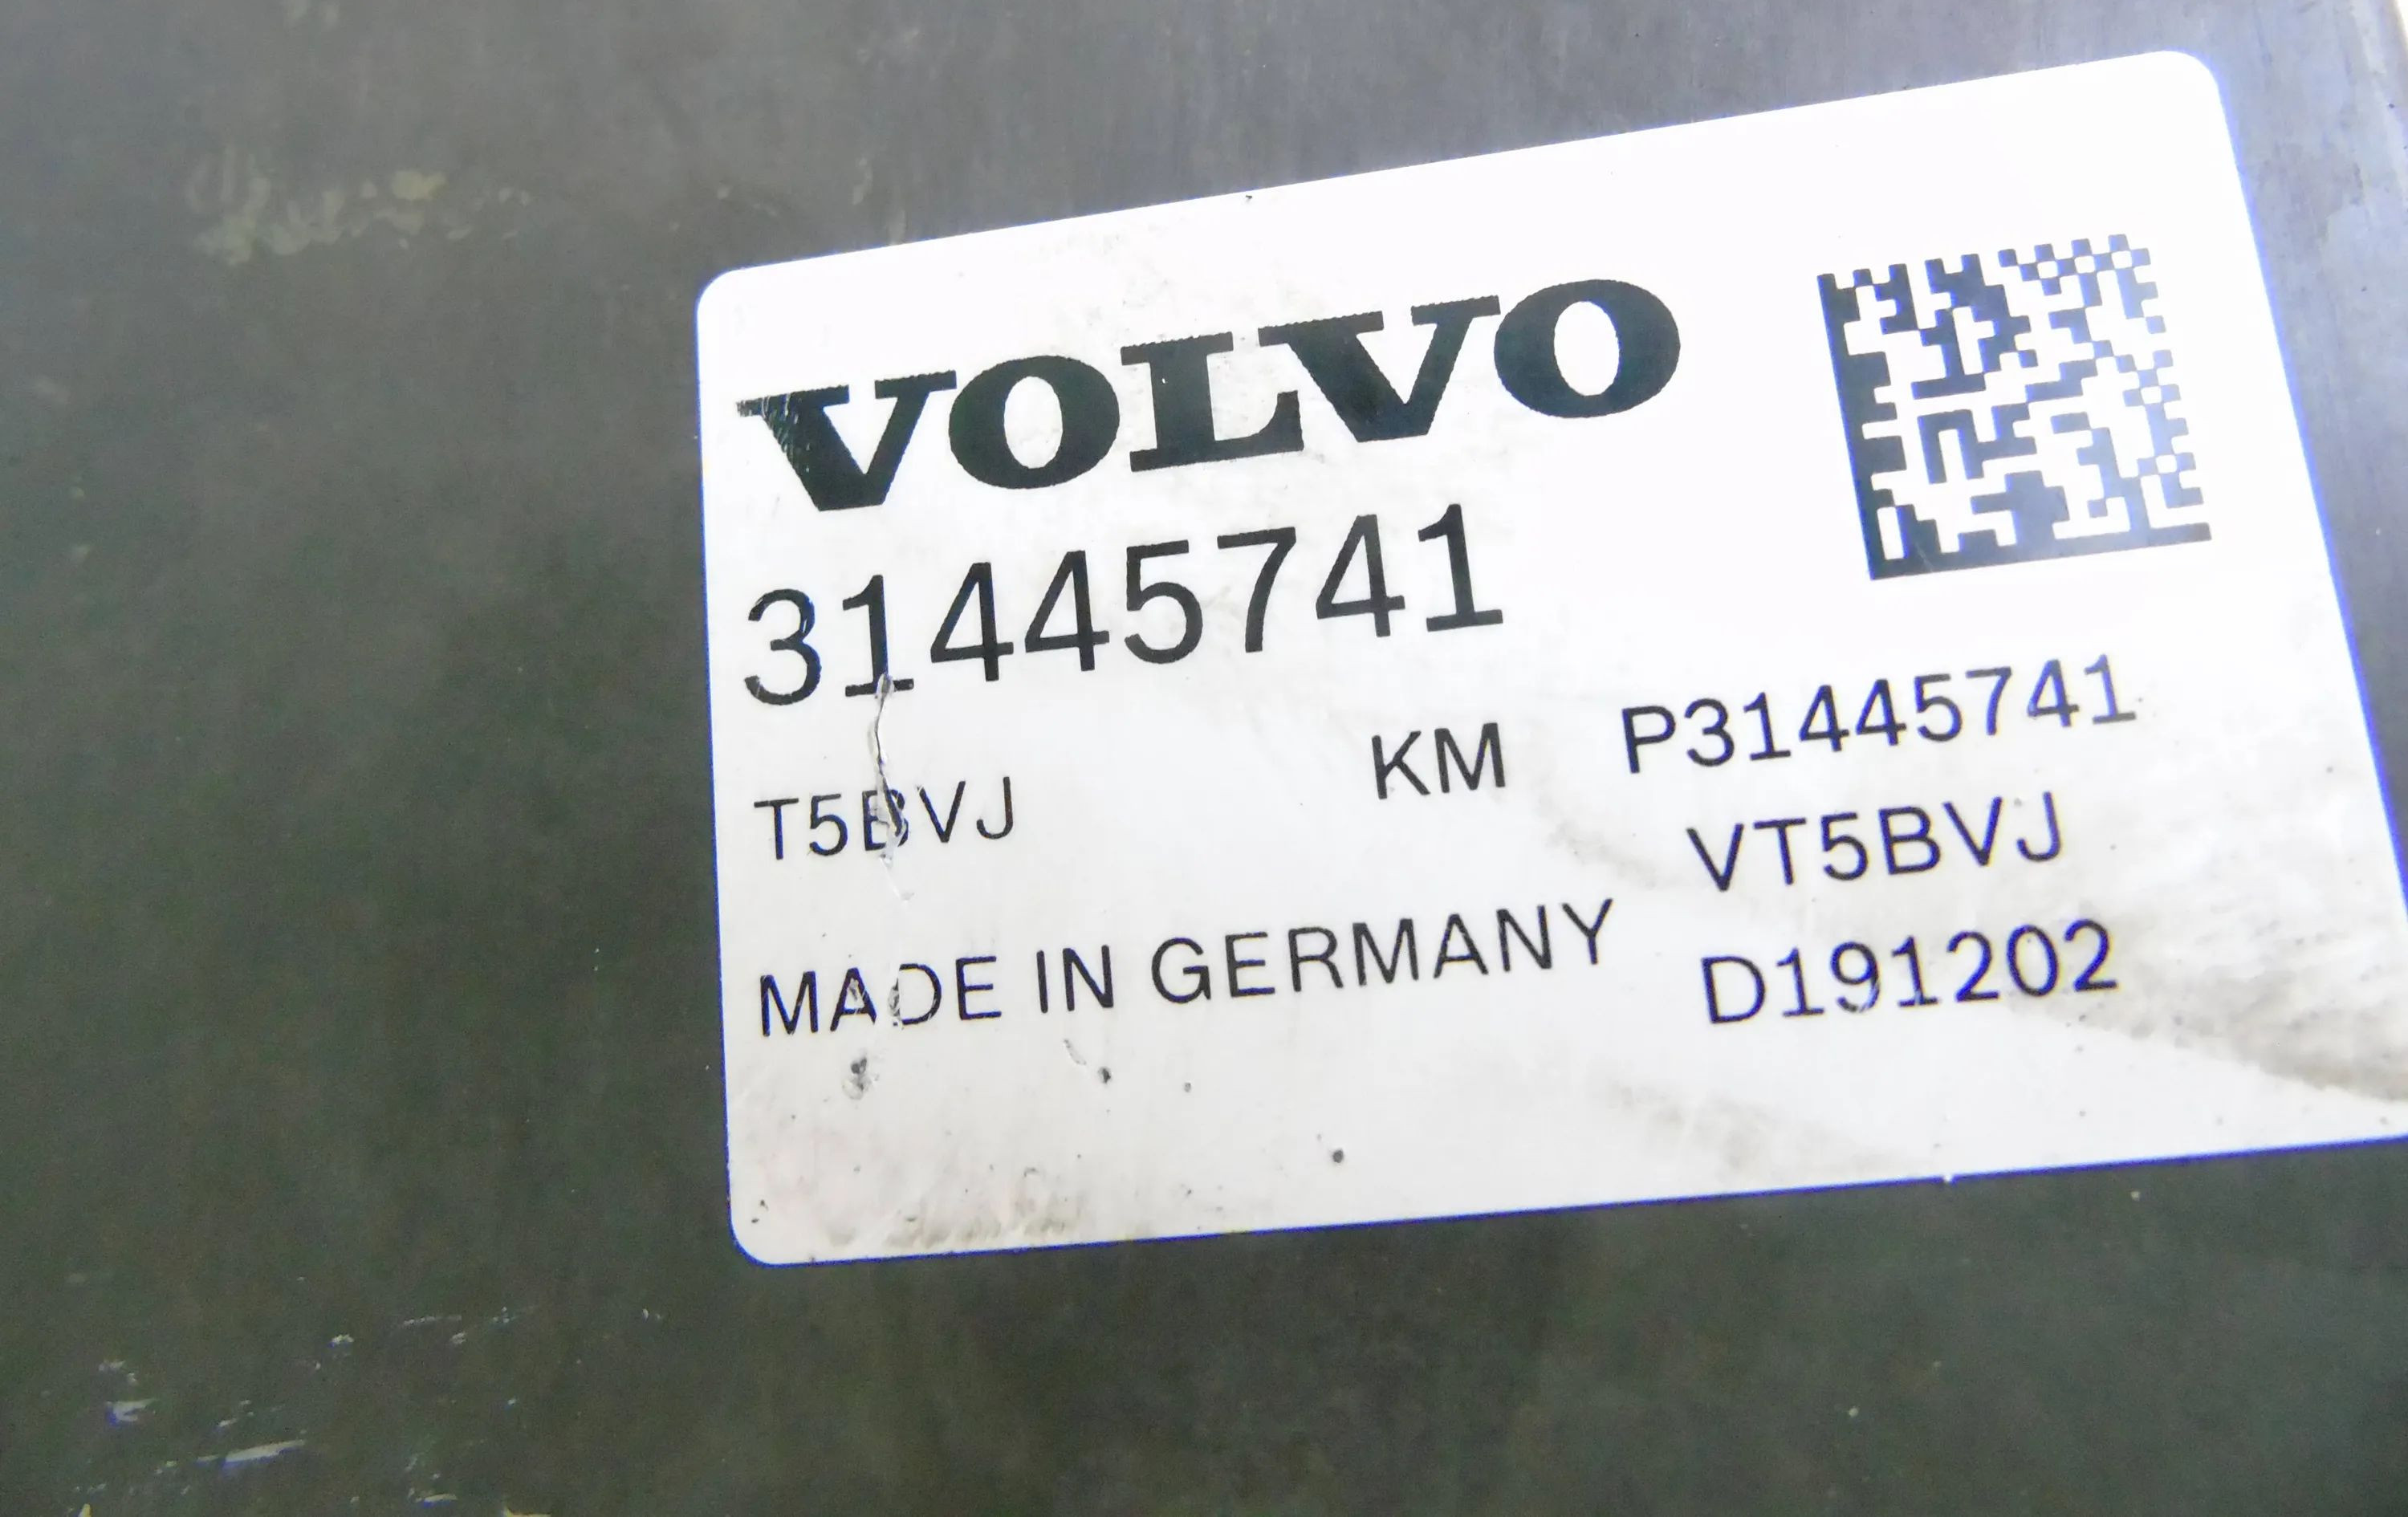 VOLVO
31445741
T5BVJ KM P31445741
VT5BVJ
MADE IN GERMANY D191202